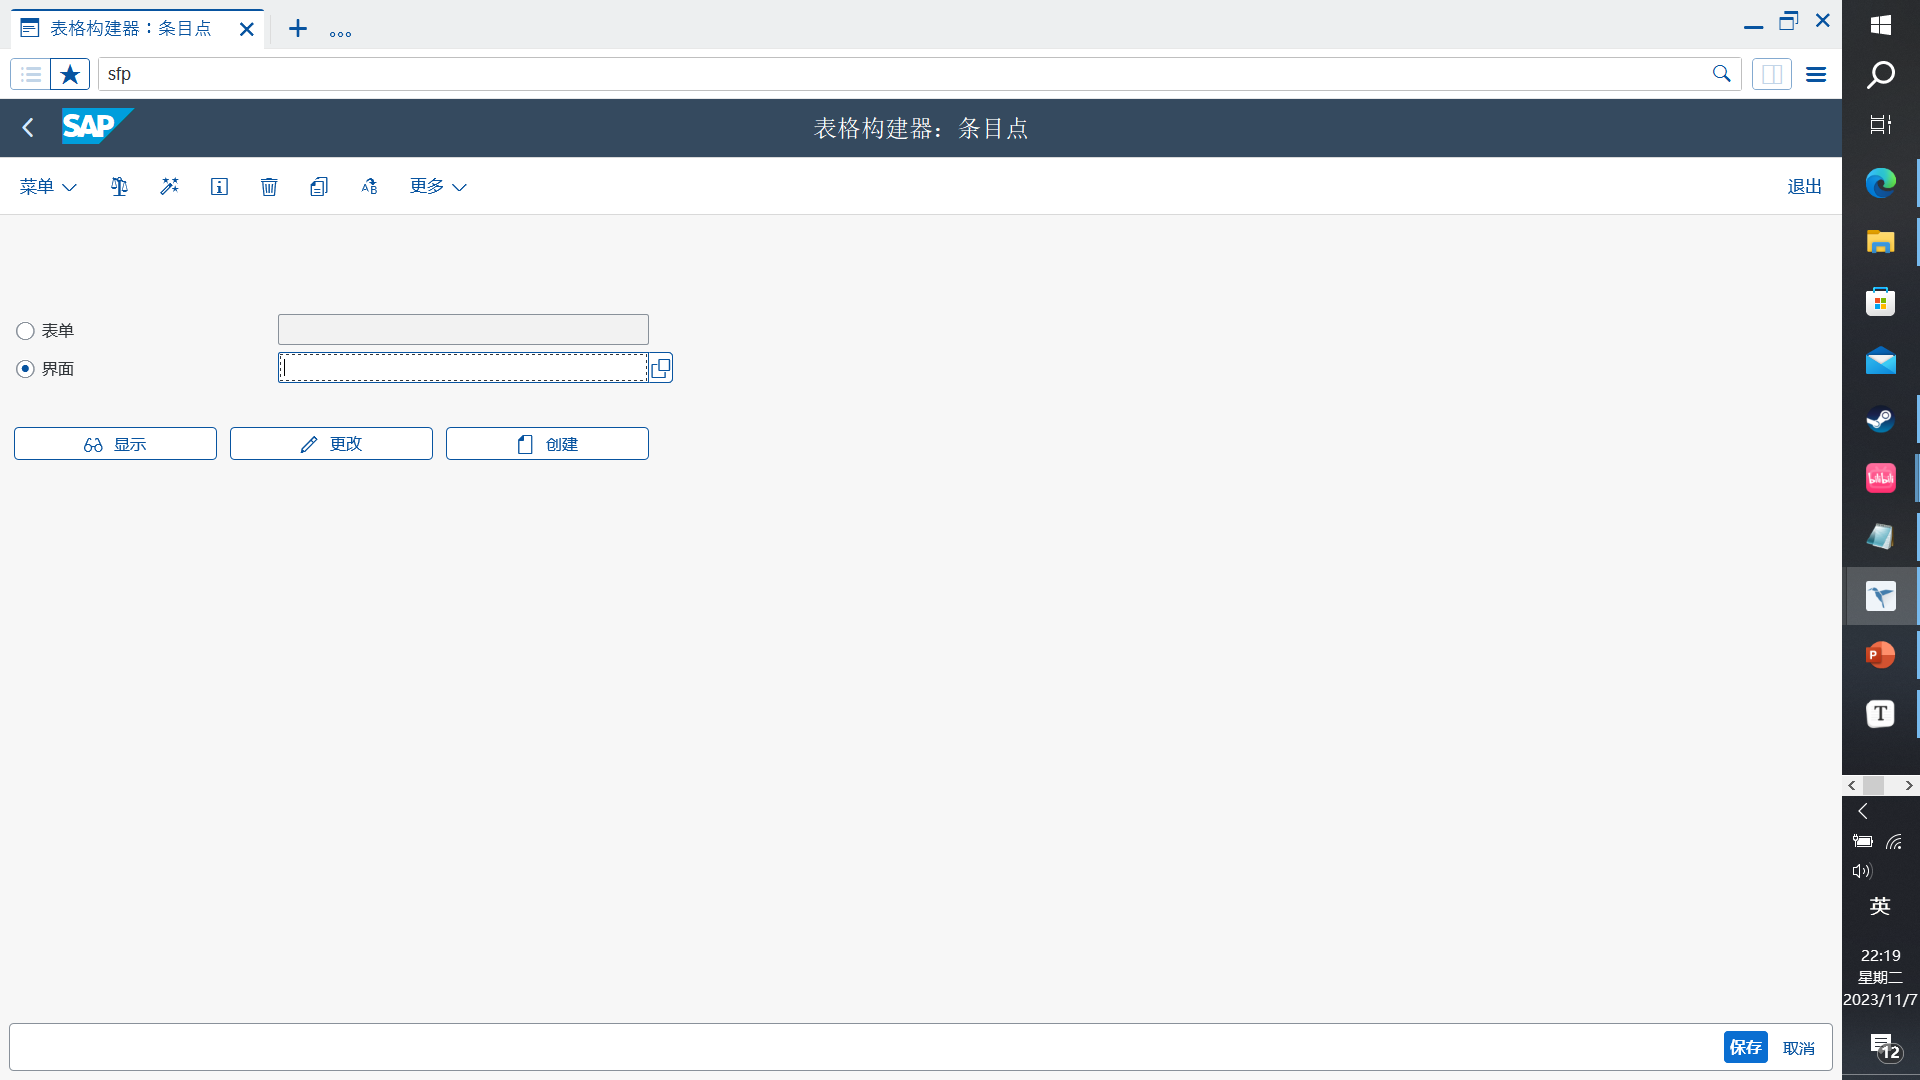 表格构建器：条目点
sfp
SAP
表格构建器：条目点
菜单
更多
退出
表单
界面
显示
更改
创建
保存
取消
bilibili
P
T
英
22:19
星期二
2023/11/7
12